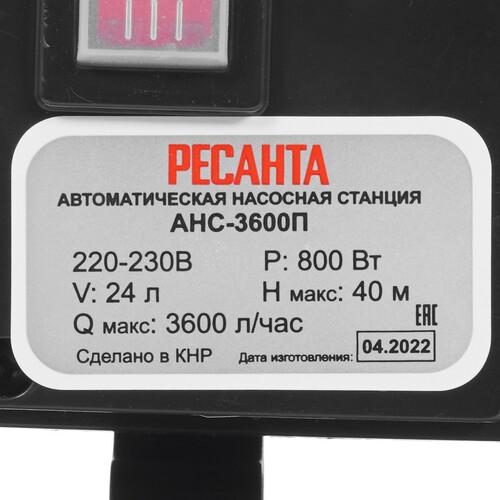 РЕСАНТА
АВТОМАТИЧЕСКАЯ НАСОСНАЯ СТАНЦИЯ
АНС-3600П
220-230В P: 800 Вт
V: 24 л H макс: 40 м
Q макс: 3600 л/час EAC
Сделано в КНР Дата изготовления: 04.2022